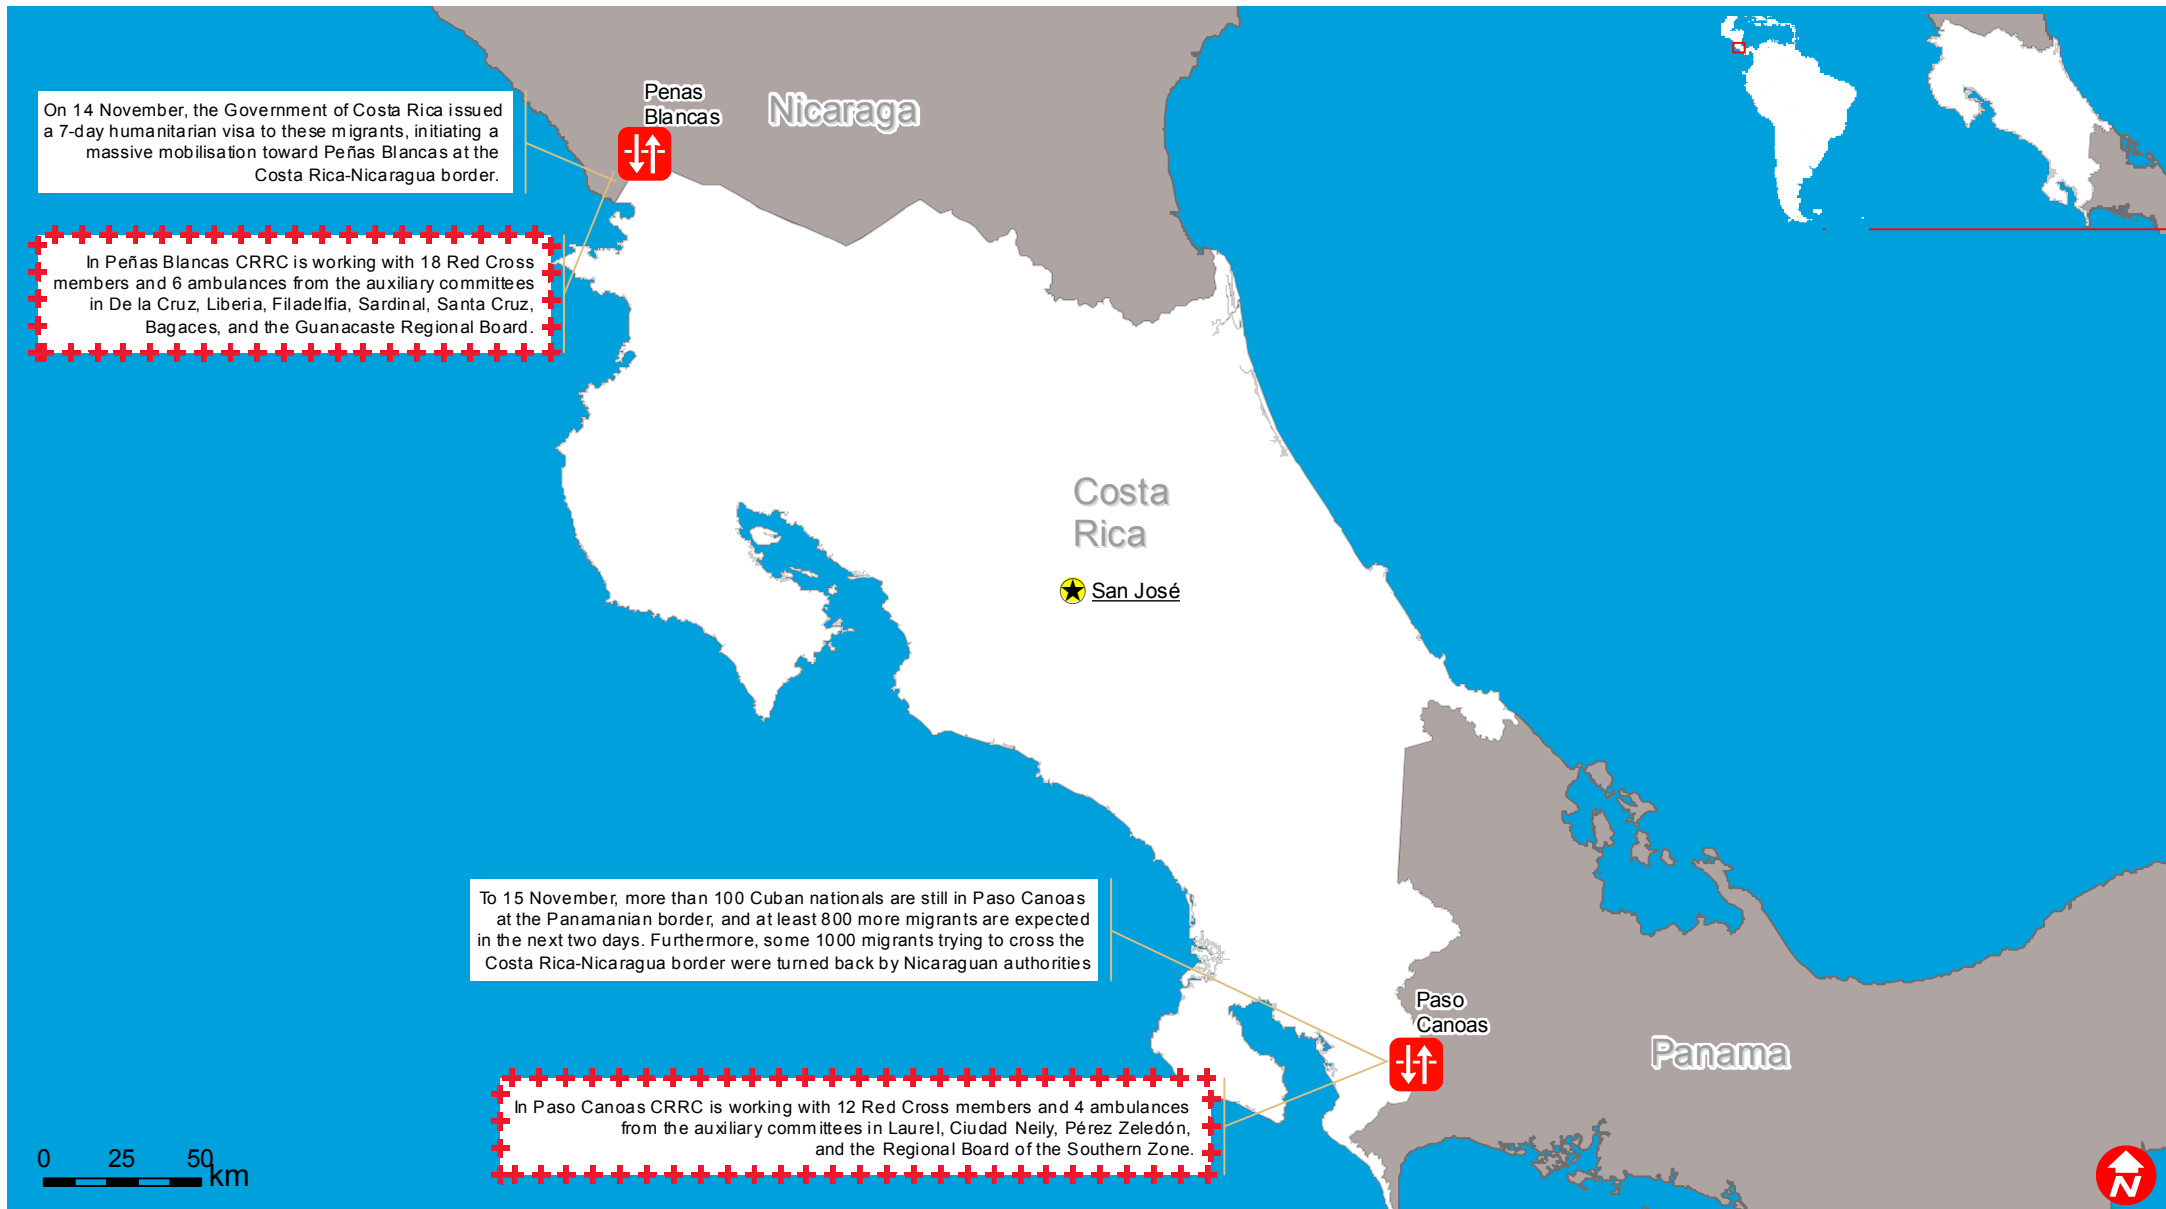 Penas
Blancas
Nicaragua
On 14 November, the Government of Costa Rica issued
a 7-day humanitarian visa to these migrants, initiating a
massive mobilisation toward Peñas Blancas at the
Costa Rica-Nicaragua border.
In Peñas Blancas CRRC is working with 18 Red Cross
members and 6 ambulances from the auxiliary committees
in De la Cruz, Liberia, Filadelfia, Sardinal, Santa Cruz,
Bagaces, and the Guanacaste Regional Board.
Costa
Rica
San José
To 15 November, more than 100 Cuban nationals are still in Paso Canoas
at the Panamanian border, and at least 800 more migrants are expected
in the next two days. Furthermore, some 1000 migrants trying to cross the
Costa Rica-Nicaragua border were turned back by Nicaraguan authorities
Paso
Canoas
Panama
In Paso Canoas CRRC is working with 12 Red Cross members and 4 ambulances
from the auxiliary committees in Laurel, Ciudad Neily, Pérez Zeledón,
and the Regional Board of the Southern Zone.
0 25 50
km
N